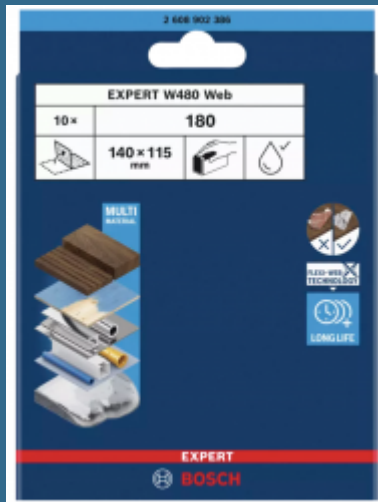 2 608 902 386
EXPERT W480 Web
10× 180
140 × 115
mm
MULTI
MATERIAL
FLEXI-WEB
TECHNOLOGY
LONG LIFE
EXPERT
BOSCH